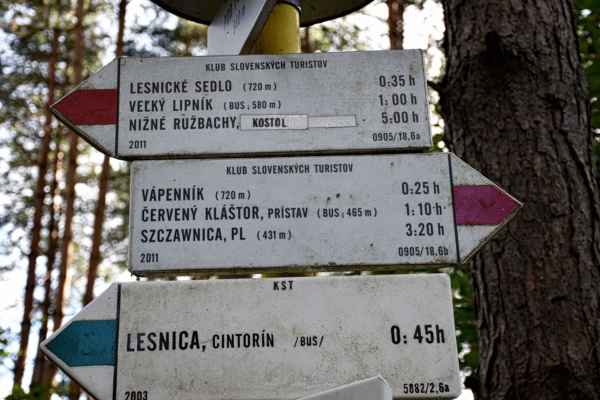 KLUB SLOVENSKÝCH TURISTOV
LESNICKÉ SEDLO (720 m) 0:35 h
VEĽKÝ LIPNÍK (BUS, 580 m) 1:00 h
NIŽNÉ RUŽBACHY, KOSTOL 5:00 h
2011 0905/18,6a
KLUB SLOVENSKÝCH TURISTOV
VÁPENNÍK (720 m) 0:25 h
ČERVENÝ KLÁŠTOR, PRÍSTAV (BUS; 465 m) 1:10 h
SZCZAWNICA, PL (431 m) 3:20 h
2011 0905/18,6b
KST
LESNICA, CINTORÍN /BUS/ 0:45h
2003 5882/2,6a